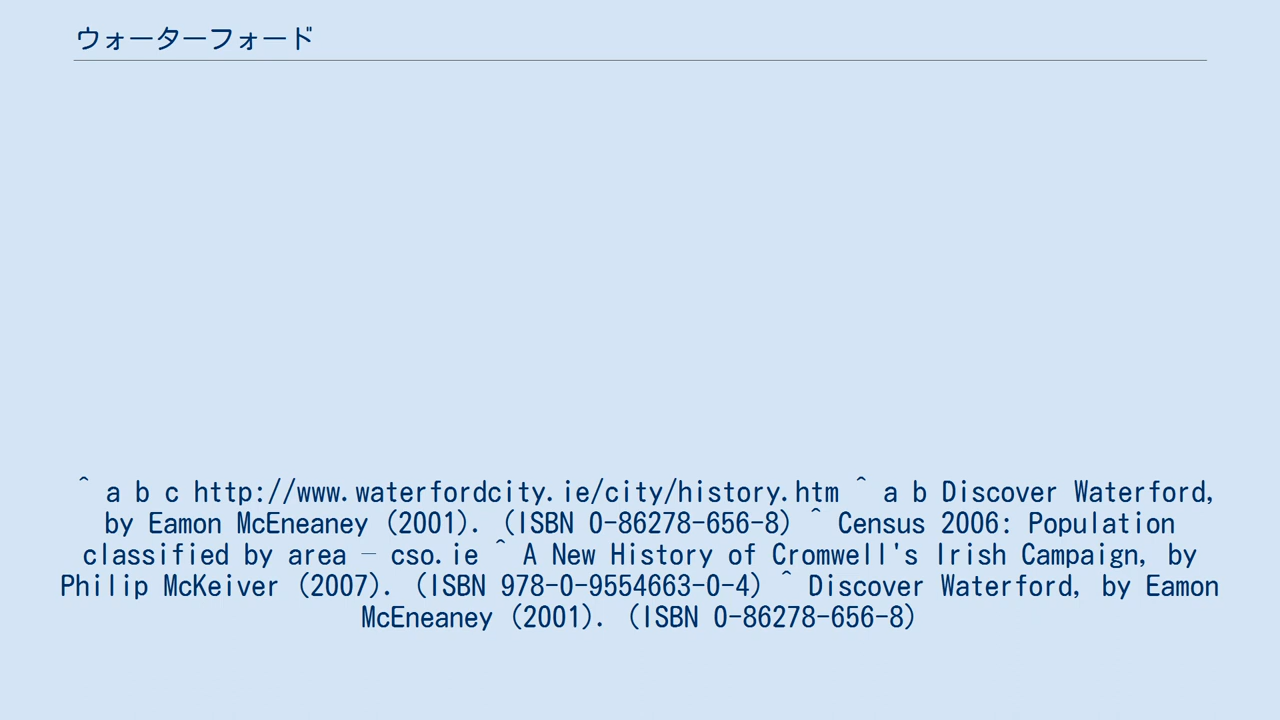 ウォーターフォード
^ a b c http://www.waterfordcity.ie/city/history.htm ^ a b Discover Waterford,
by Eamon McEneaney (2001). (ISBN 0-86278-656-8) ^ Census 2006: Population
classified by area – cso.ie ^ A New History of Cromwell's Irish Campaign, by
Philip McKeiver (2007). (ISBN 978-0-9554663-0-4) ^ Discover Waterford, by Eamon
McEneaney (2001). (ISBN 0-86278-656-8)